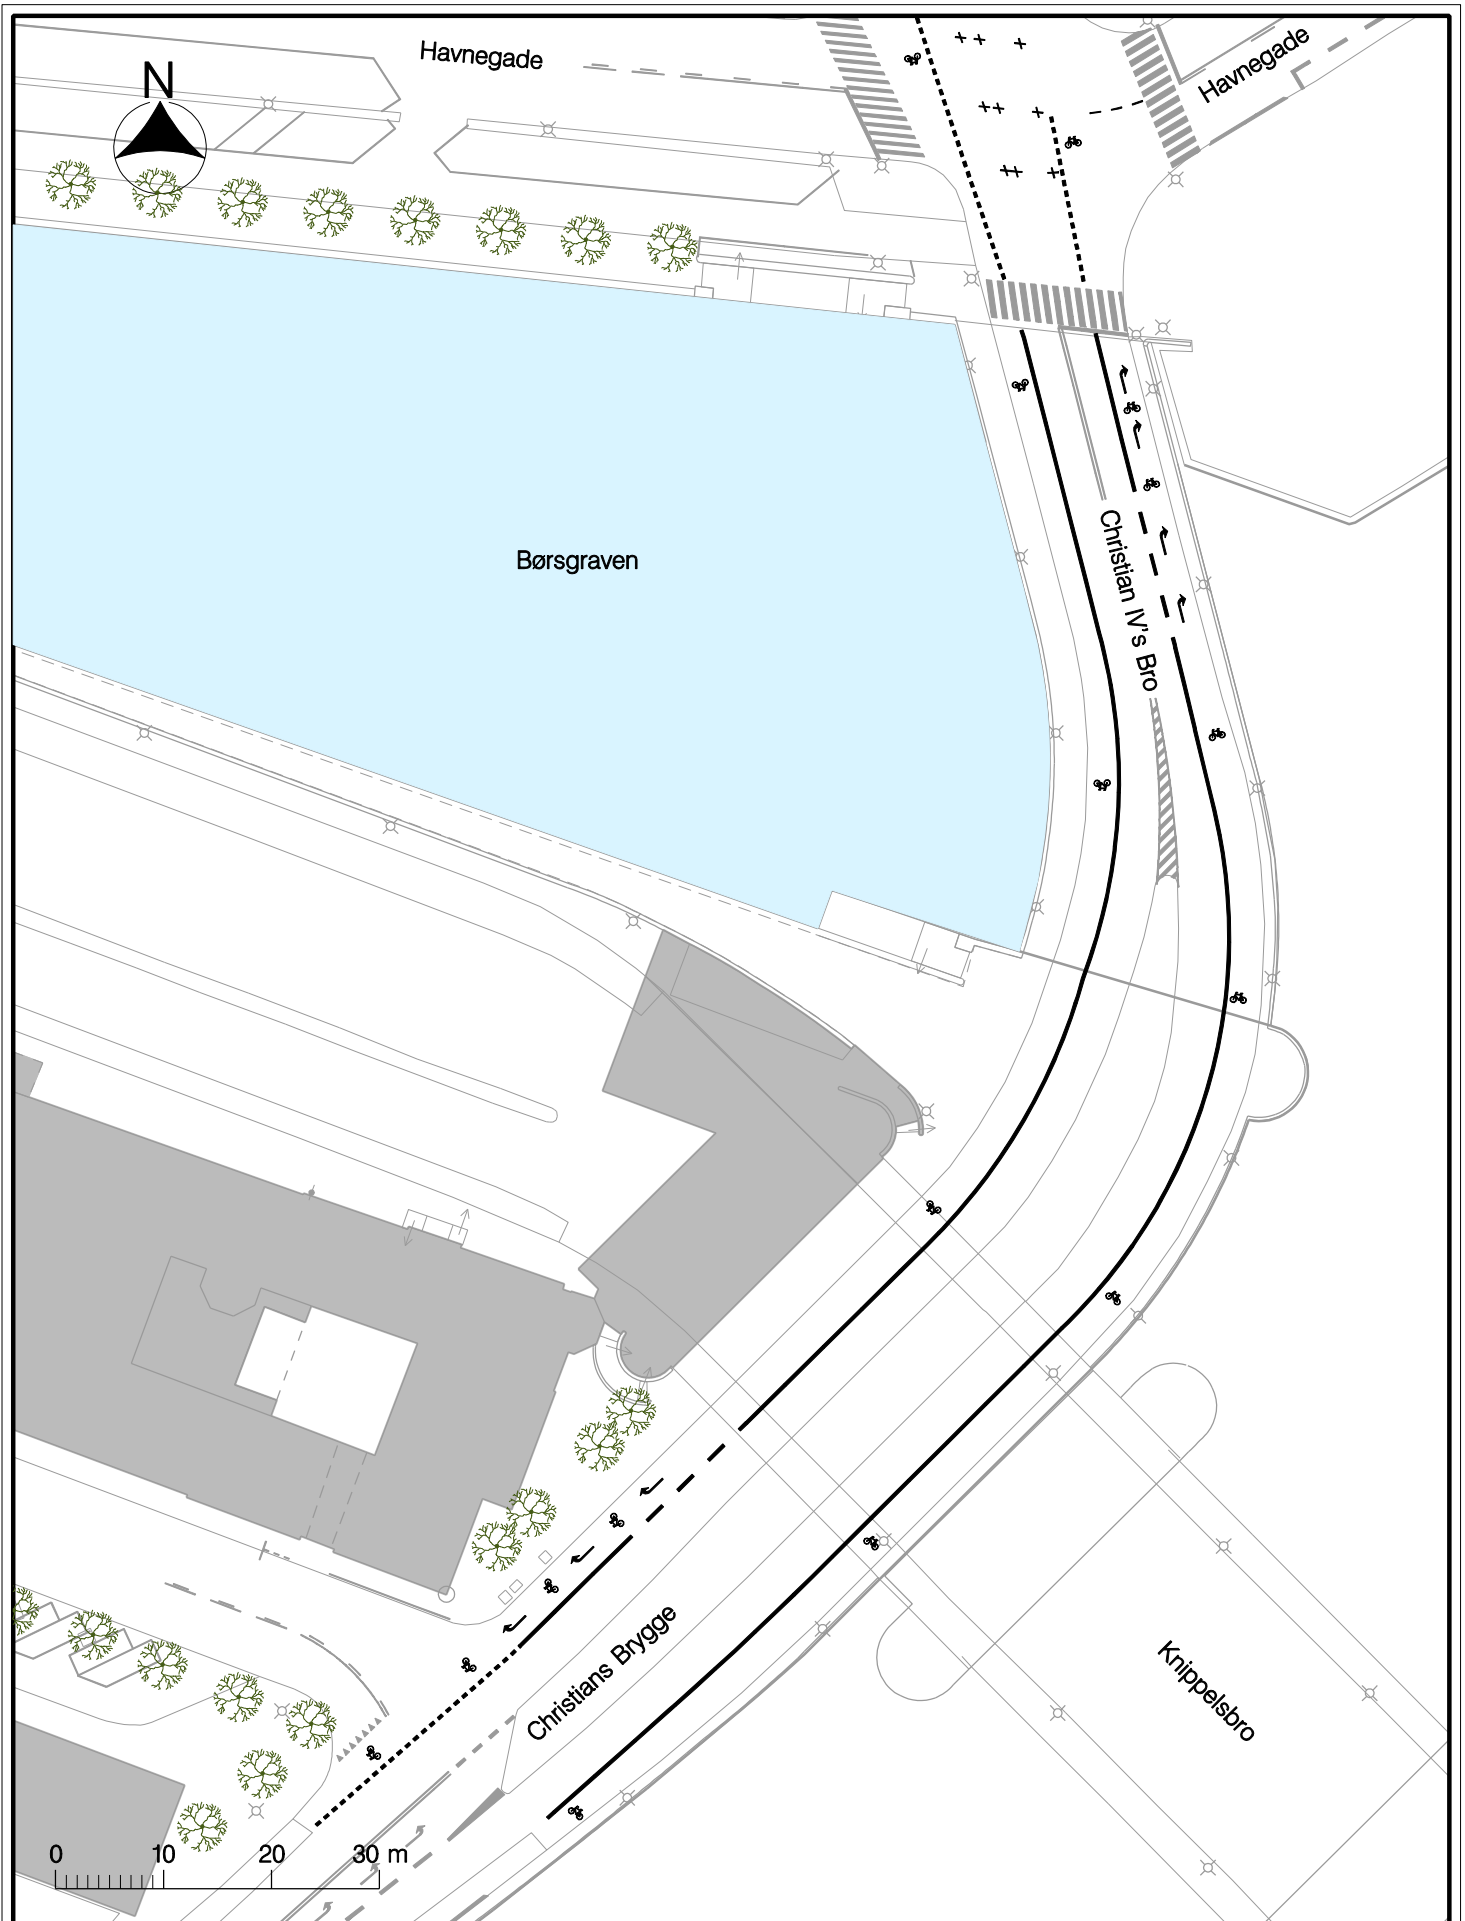 Havnegade
Havnegade
N
Børsgraven
Christian IV's Bro
Christians Brygge
Knippelsbro
0 10 20 30 m